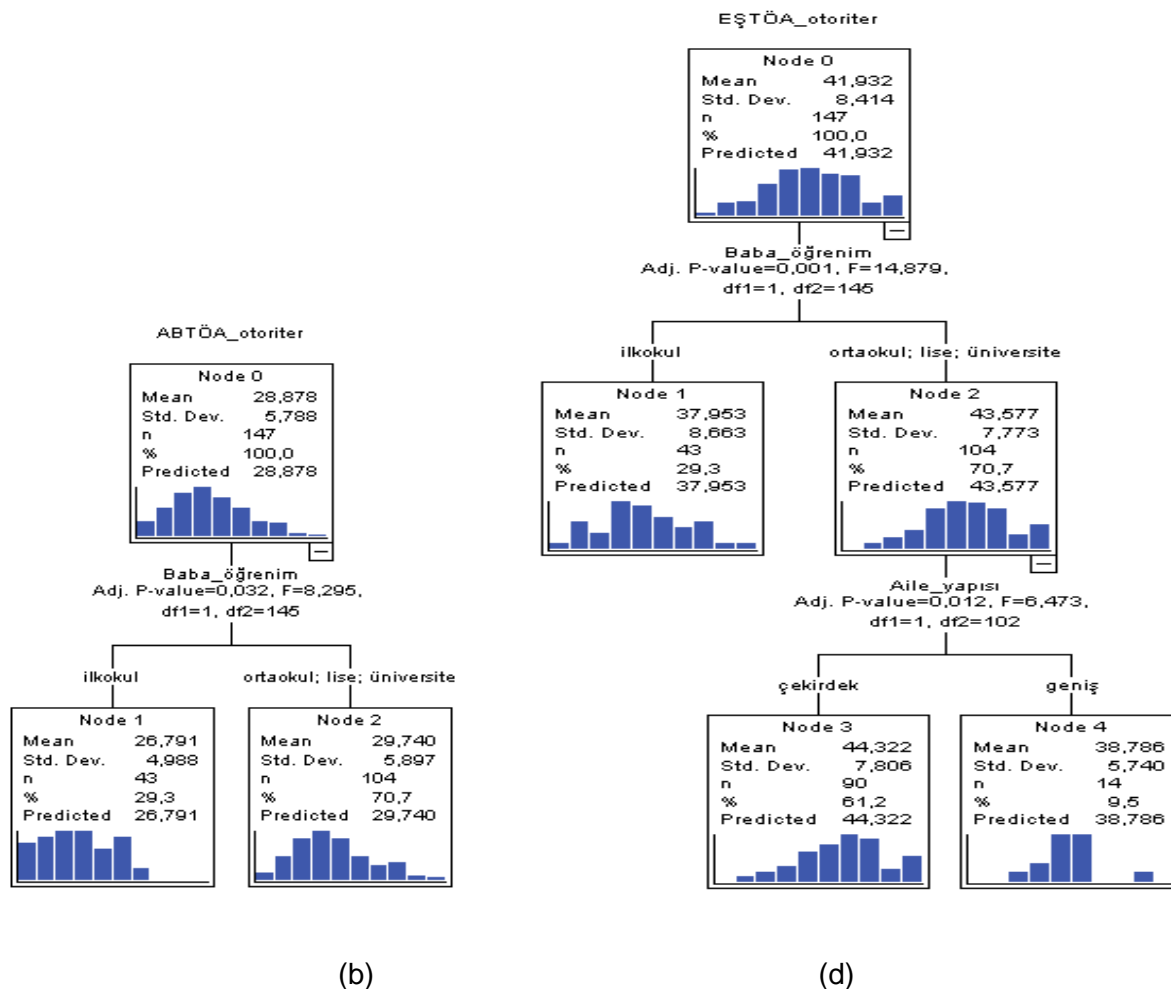 EŞTÖA_otoriter
Node 0
Mean 41,932
Std. Dev. 8,414
n 147
% 100,0
Predicted 41,932
Baba_öğrenim
Adj. P-value=0,001, F=14,879,
df1=1, df2=145
ilkokul
ortaokul; lise; üniversite
Node 1
Mean 37,953
Std. Dev. 8,663
n 43
% 29,3
Predicted 37,953
Node 2
Mean 43,577
Std. Dev. 7,773
n 104
% 70,7
Predicted 43,577
Aile_yapısı
Adj. P-value=0,012, F=6,473,
df1=1, df2=102
çekirdek
geniş
Node 3
Mean 44,322
Std. Dev. 7,806
n 90
% 61,2
Predicted 44,322
Node 4
Mean 38,786
Std. Dev. 5,740
n 14
% 9,5
Predicted 38,786
ABTÖA_otoriter
Node 0
Mean 28,878
Std. Dev. 5,788
n 147
% 100,0
Predicted 28,878
Baba_öğrenim
Adj. P-value=0,032, F=8,295,
df1=1, df2=145
ilkokul
ortaokul; lise; üniversite
Node 1
Mean 26,791
Std. Dev. 4,988
n 43
% 29,3
Predicted 26,791
Node 2
Mean 29,740
Std. Dev. 5,897
n 104
% 70,7
Predicted 29,740
(b)
(d)